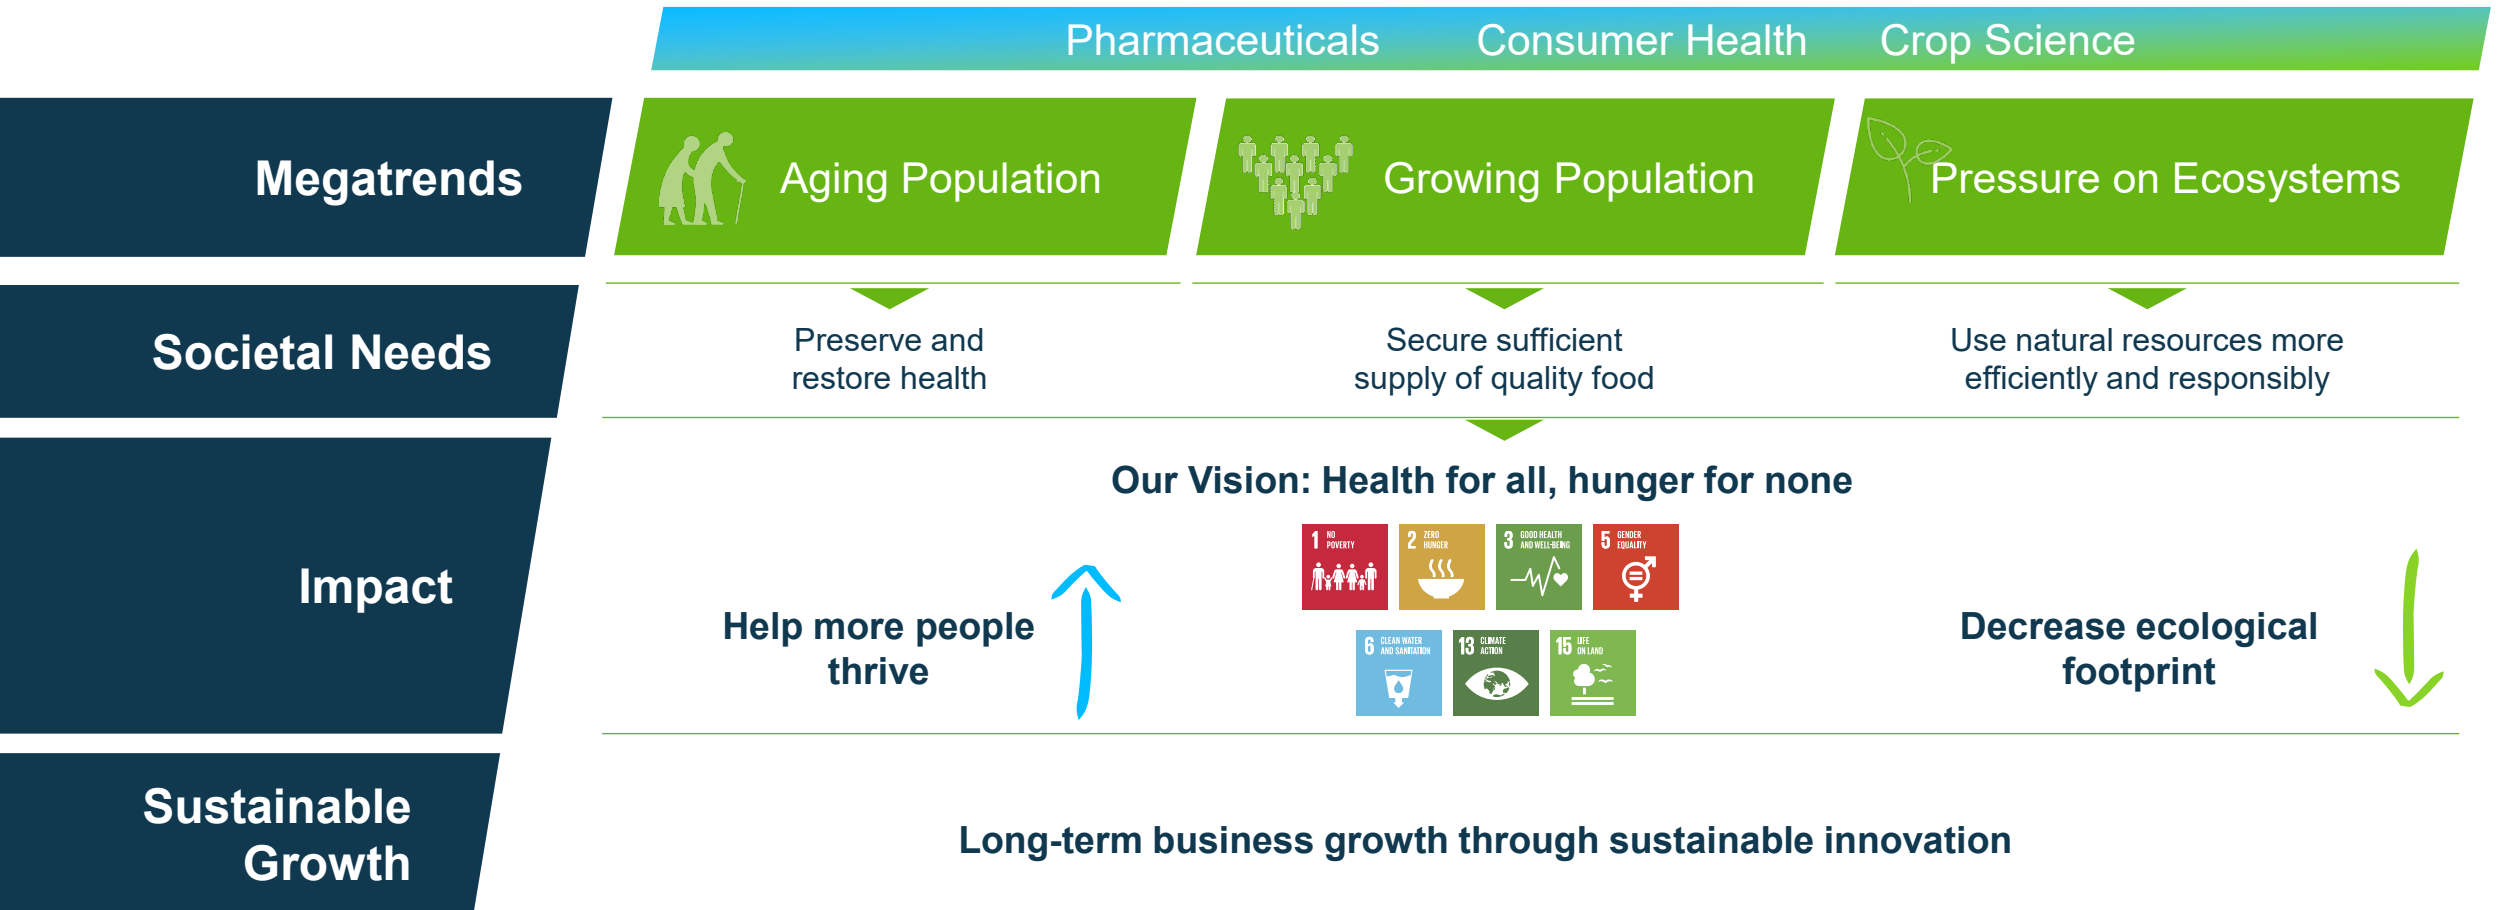 Pharmaceuticals Consumer Health Crop Science
Megatrends
Aging Population
Growing Population
Pressure on Ecosystems
Societal Needs
Preserve and
restore health
Secure sufficient
supply of quality food
Use natural resources more
efficiently and responsibly
Impact
Our Vision: Health for all, hunger for none
Help more people
thrive
1 NO
POVERTY
2 ZERO
HUNGER
3 GOOD HEALTH
AND WELL-BEING
5 GENDER
EQUALITY
6 CLEAN WATER
AND SANITATION
13 CLIMATE
ACTION
15 LIFE
ON LAND
Decrease ecological
footprint
Sustainable
Growth
Long-term business growth through sustainable innovation